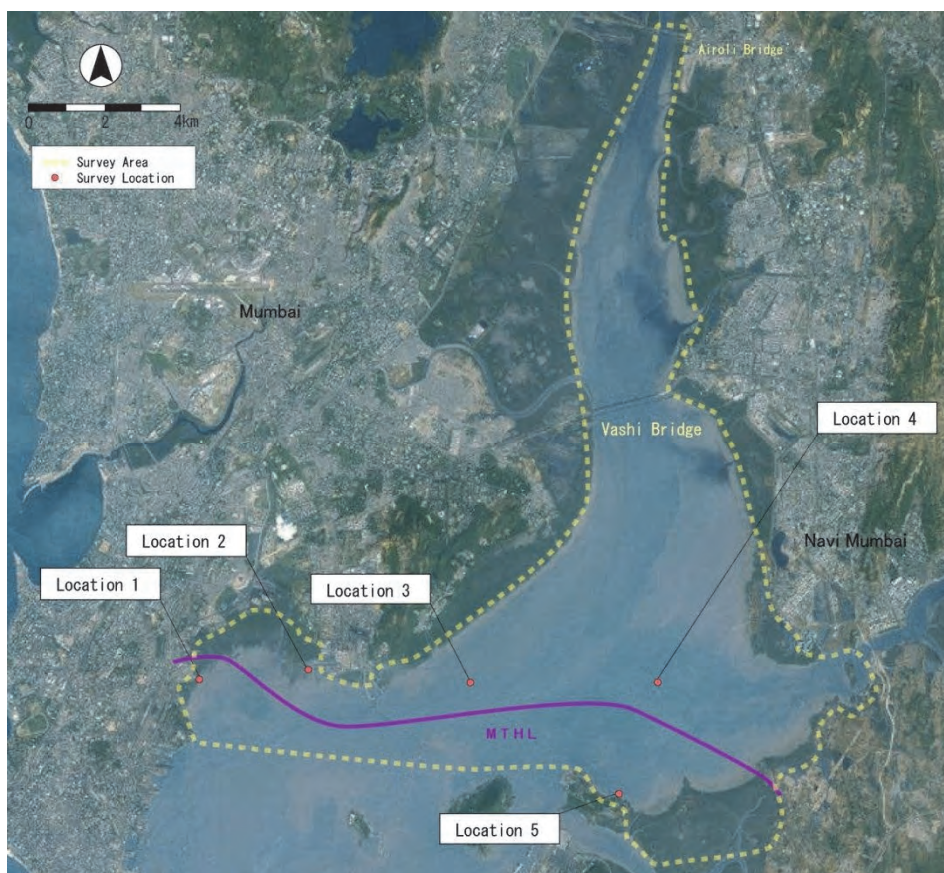 Airoli Bridge
0 2 4km
Survey Area
Survey Location
Mumbai
Vashi Bridge
Location 4
Navi Mumbai
Location 2
Location 1
Location 3
MTHL
Location 5